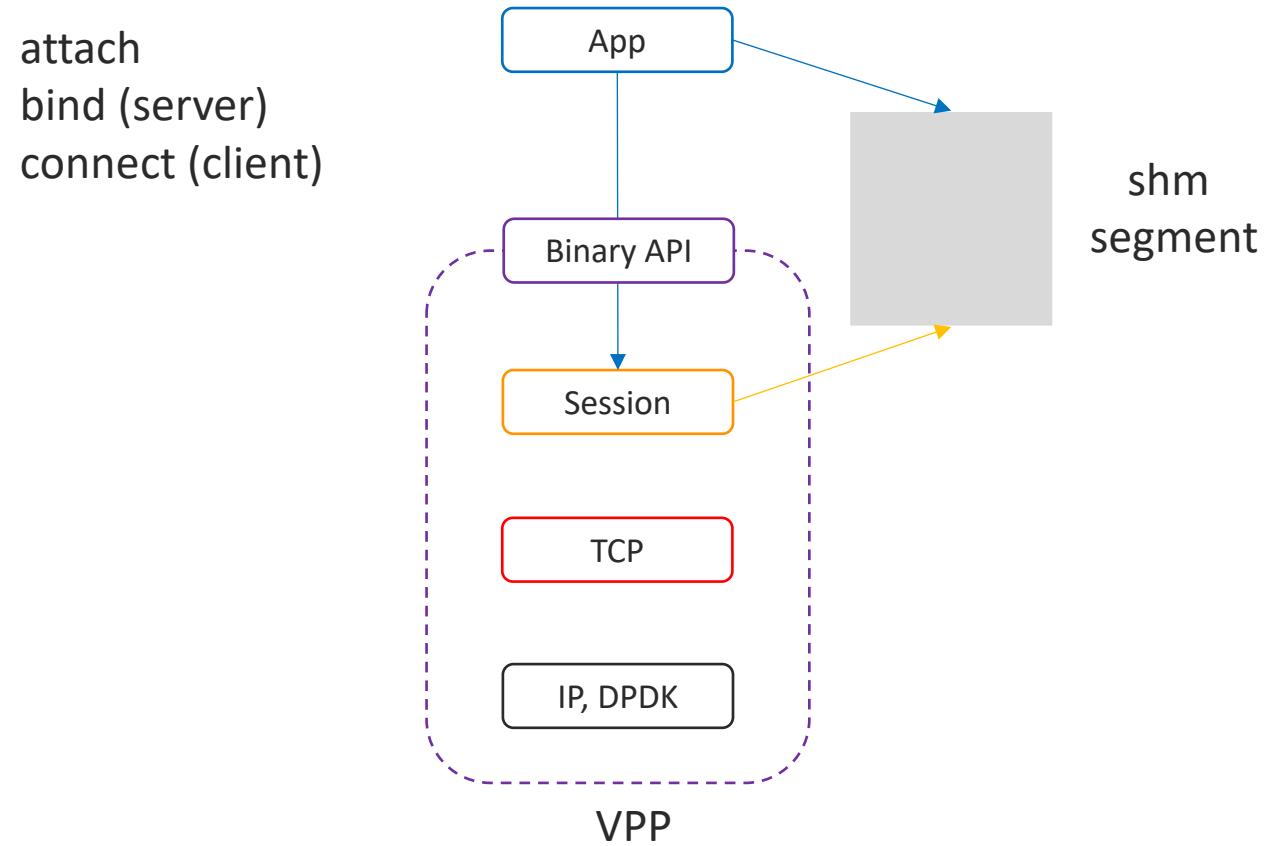 attach
bind (server)
connect (client)
App
shm
segment
Binary API
Session
TCP
IP, DPDK
VPP